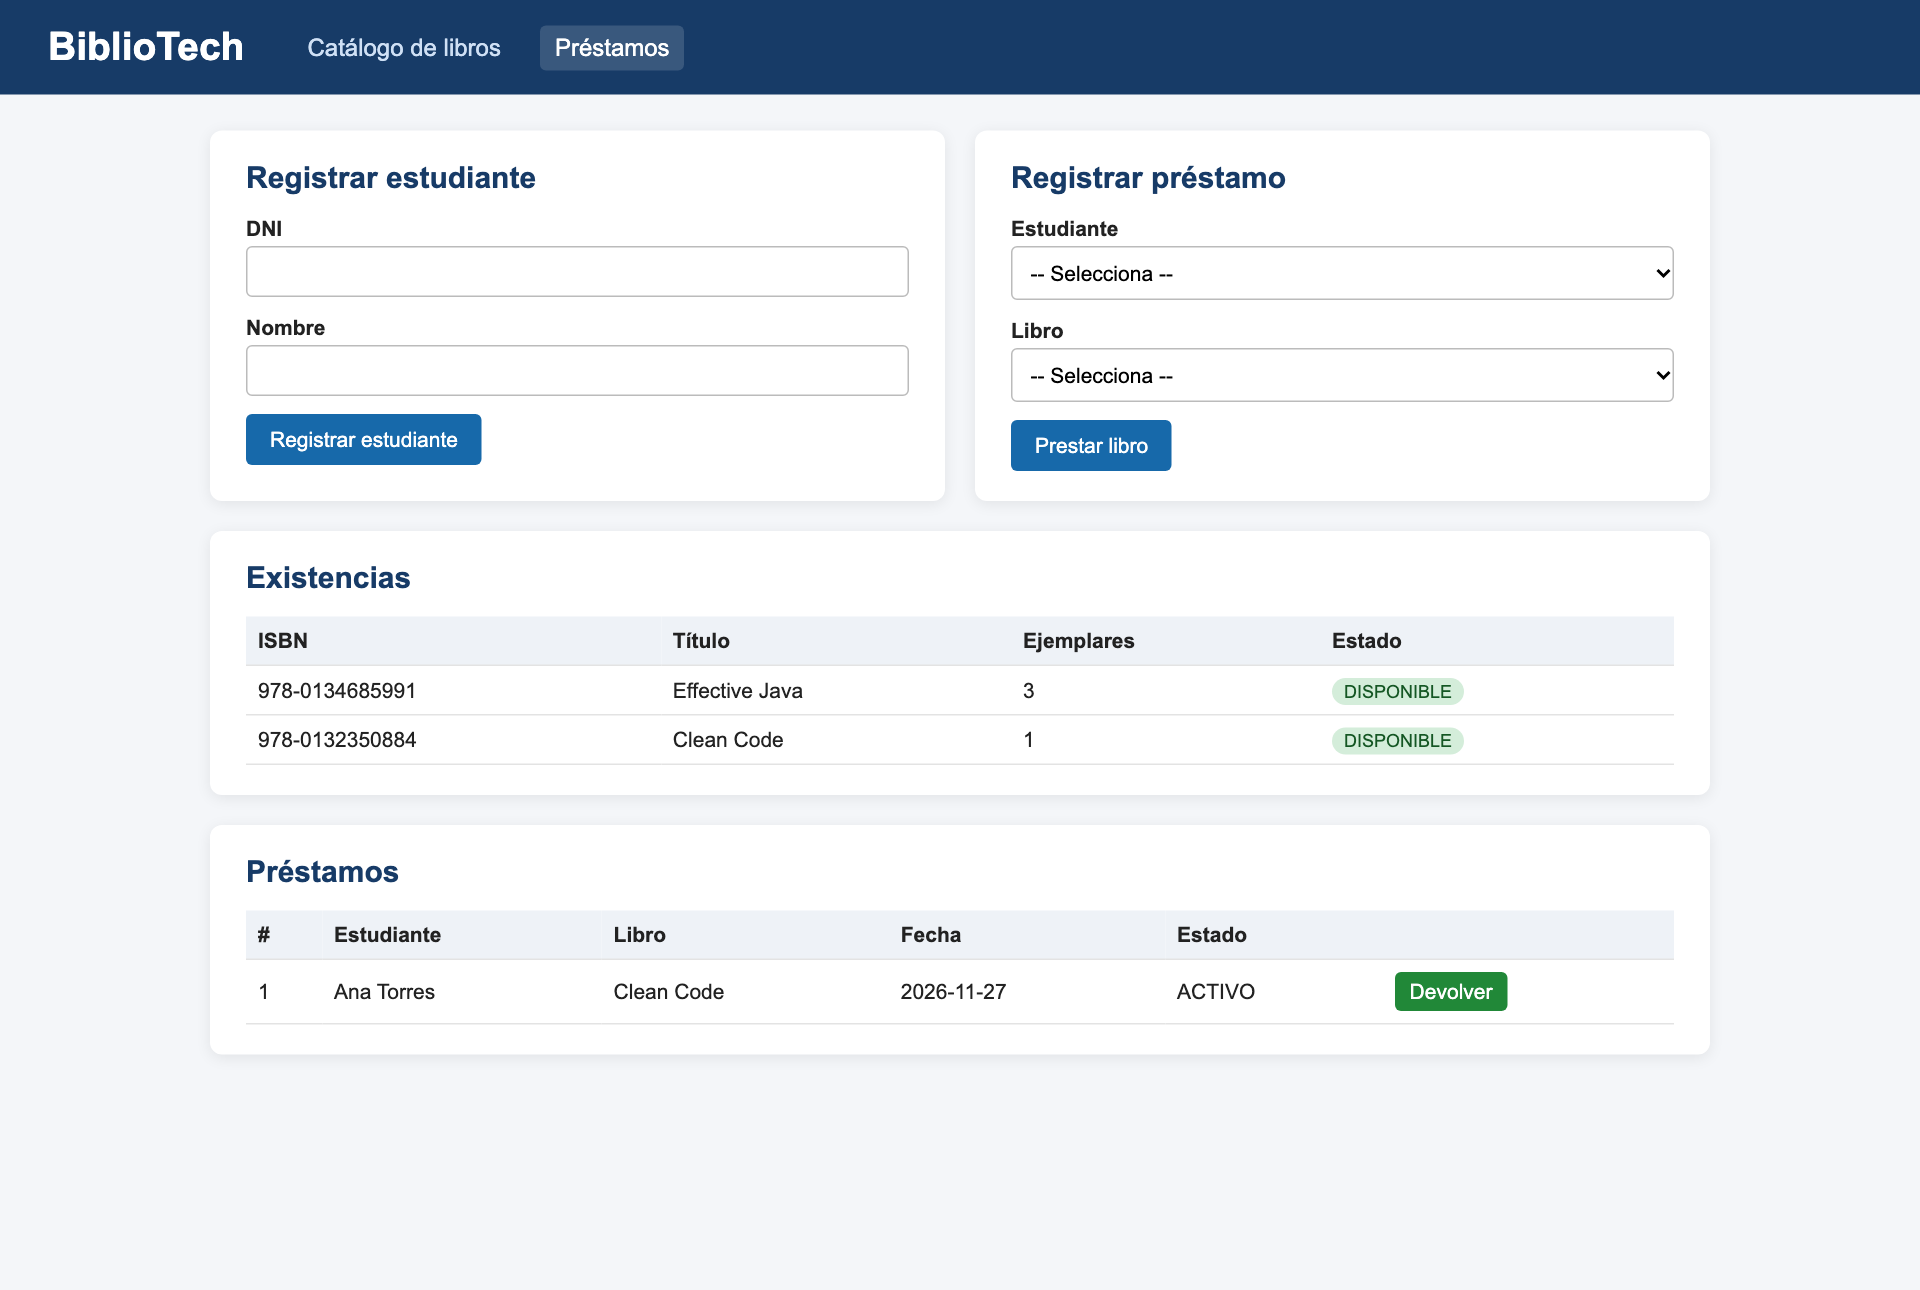 BiblioTech Catálogo de libros Préstamos
Registrar estudiante
DNI
Nombre
Registrar estudiante
Registrar préstamo
Estudiante
-- Selecciona --
Libro
-- Selecciona --
Prestar libro
Existencias
ISBN Título Ejemplares Estado
978-0134685991 Effective Java 3 DISPONIBLE
978-0132350884 Clean Code 1 DISPONIBLE
Préstamos
# Estudiante Libro Fecha Estado
1 Ana Torres Clean Code 2026-11-27 ACTIVO Devolver